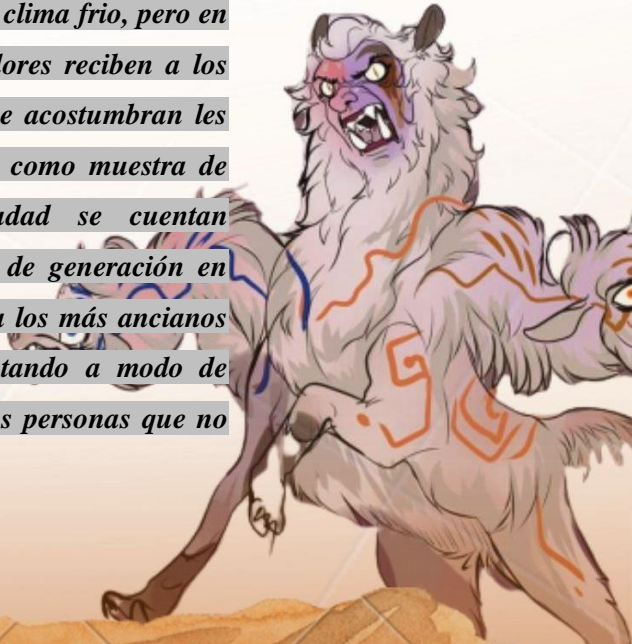 clima frio, pero en
lores reciben a los
e acostumbran les
como muestra de
udad se cuentan
de generación en
los más ancianos
tando a modo de
s personas que no